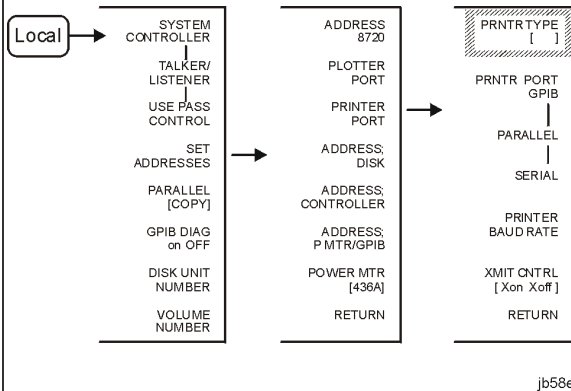 Local
SYSTEM
CONTROLLER
TALKER/
LISTENER
USE PASS
CONTROL
SET
ADDRESSES
PARALLEL
[COPY]
GPIB DIAG
on OFF
DISK UNIT
NUMBER
VOLUME
NUMBER
ADDRESS
8720
PLOTTER
PORT
PRINTER
PORT
ADDRESS;
DISK
ADDRESS;
CONTROLLER
ADDRESS;
P MTR/GPIB
POWER MTR
[436A]
RETURN
PRNTR TYPE
[ ]
PRNTR PORT
GPIB
PARALLEL
SERIAL
PRINTER
BAUD RATE
XMIT CNTRL
[ Xon Xoff ]
RETURN
jb58e